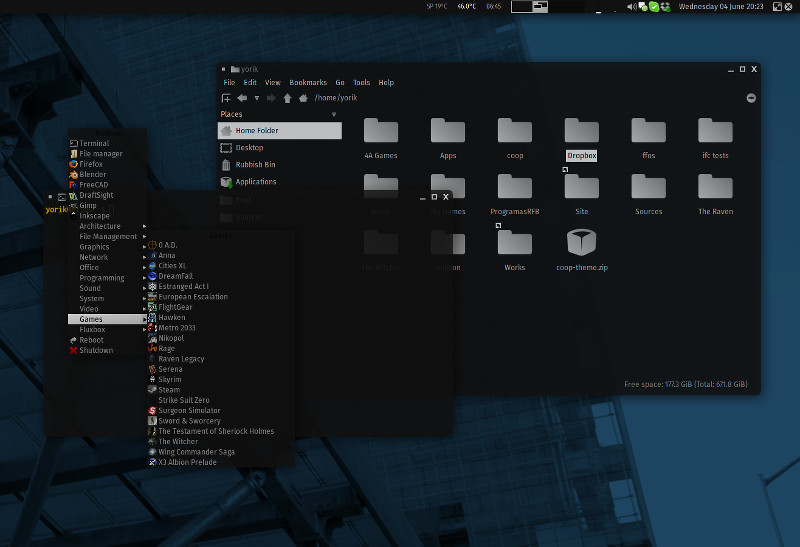 SP 19°C 46.0°C 06:45 Wednesday 04 June 20:23
yorik
File Edit View Bookmarks Go Tools Help
/home/yorik
Places
Home Folder
Desktop
Rubbish Bin
Applications
4A Games Apps coop Dropbox ffos ifc tests
ProgramasRFB Site Sources The Raven
Works coop-theme.zip
Free space: 177.3 GiB (Total: 671.8 GiB)
Terminal
File manager
Firefox
Blender
FreeCAD
DraftSight
Gimp
Inkscape
Architecture
File Management
Graphics
Network
Office
Programming
Sound
System
Video
Games
Fluxbox
Reboot
Shutdown
yorik
Games
0 A.D.
Anna
Cities XL
DreamFall
Estranged Act I
European Escalation
FlightGear
Hawken
Metro 2033
Nikopol
Rage
Raven Legacy
Serena
Skyrim
Steam
Strike Suit Zero
Surgeon Simulator
Sword & Sworcery
The Testament of Sherlock Holmes
The Witcher
Wing Commander Saga
X3 Albion Prelude